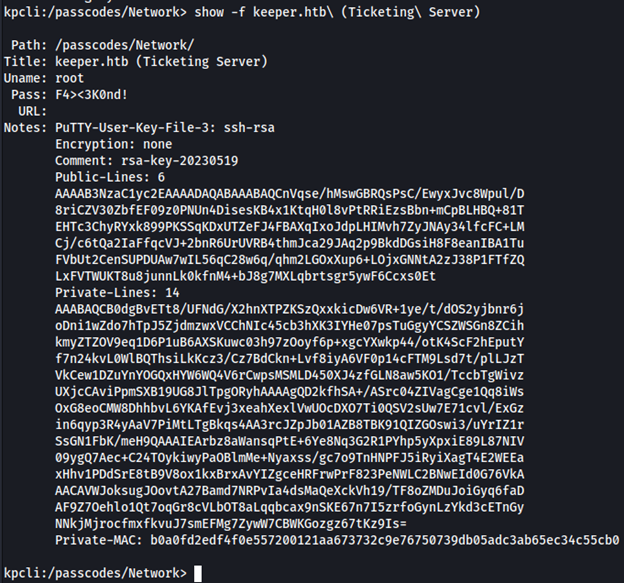 kpcli:/passcodes/Network> show -f keeper.htb\ (Ticketing\ Server)
Path: /passcodes/Network/
Title: keeper.htb (Ticketing Server)
Uname: root
Pass: F4><3K0nd!
URL:
Notes: PuTTY-User-Key-File-3: ssh-rsa
Encryption: none
Comment: rsa-key-20230519
Public-Lines: 6
AAAAB3NzaC1yc2EAAAADAQABAAABAQCnVqse/hMswGBRQsPsC/EwyxJvc8Wpul/D
8riCZV30ZbfEF09z0PNUn4DisesKB4x1KtqH0l8vPtRRiEzsBbn+mCpBLHBQ+81T
EHTc3ChyRYxk899PKSSqKDxUTZeFJ4FBAXqIxoJdpLHIMvh7ZyJNAy34lfcFC+LM
Cj/c6tQa2IaFfqcVJ+2bnR6UrUVRB4thmJca29JAq2p9BkdDGsiH8F8eanIBA1Tu
FVbUt2CenSUPDUAw7wIL56qC28w6q/qhm2LGOxXup6+LOjxGNNtA2zJ38P1FTfZQ
LxFVTWUKT8u8junnLk0kfnM4+bJ8g7MXLqbrtsgr5ywF6Ccxs0Et
Private-Lines: 14
AAABAQCB0dgBvETt8/UFNdG/X2hnXTPZKSzQxxkicDw6VR+1ye/t/dOS2yjbnr6j
oDni1wZdo7hTpJ5ZjdmzwxVCChNIc45cb3hXK3IYHe07psTuGgyYCSZWSGn8ZCih
kmyZTZOV9eq1D6P1uB6AXSKuwc03h97zOoyf6p+xgcYXwkp44/otK4ScF2hEputY
f7n24kvL0WlBQThsiLkKcz3/Cz7BdCkn+Lvf8iyA6VF0p14cFTM9Lsd7t/plLJzT
VkCew1DZuYnYOGQxHYW6WQ4V6rCwpsMSMLD450XJ4zfGLN8aw5KO1/TccbTgWivz
UXjcCAviPpmSXB19UG8JlTpgORyhAAAAgQD2kfhSA+/ASrc04ZIVagCge1Qq8iWs
OxG8eoCMW8DhhbvL6YKAfEvj3xeahXexlVwUOcDXO7Ti0QSV2sUw7E71cvl/ExGz
in6qyp3R4yAaV7PiMtLTgBkqs4AA3rcJZpJb01AZB8TBK91QIZGOswi3/uYrIZ1r
SsGN1FbK/meH9QAAAIEArbz8aWansqPtE+6Ye8Nq3G2R1PYhp5yXpxiE89L87NIV
09ygQ7Aec+C24TOykiwyPaOBlmMe+Nyaxss/gc7o9TnHNPFJ5iRyiXagT4E2WEEa
xHhv1PDdSrE8tB9V8ox1kxBrxAvYIZgceHRFrwPrF823PeNWLC2BNwEId0G76VkA
AACAVWJoksugJOovtA27Bamd7NRPvIa4dsMaQeXckVh19/TF8oZMDuJoiGyq6faD
AF9Z7Oehlo1Qt7oqGr8cVLbOT8aLqqbcax9nSKE67n7I5zrfoGynLzYkd3cETnGy
NNkjMjrocfmxfkvuJ7smEFMg7ZywW7CBWKGozgz67tKz9Is=
Private-MAC: b0a0fd2edf4f0e557200121aa673732c9e76750739db05adc3ab65ec34c55cb0
kpcli:/passcodes/Network>